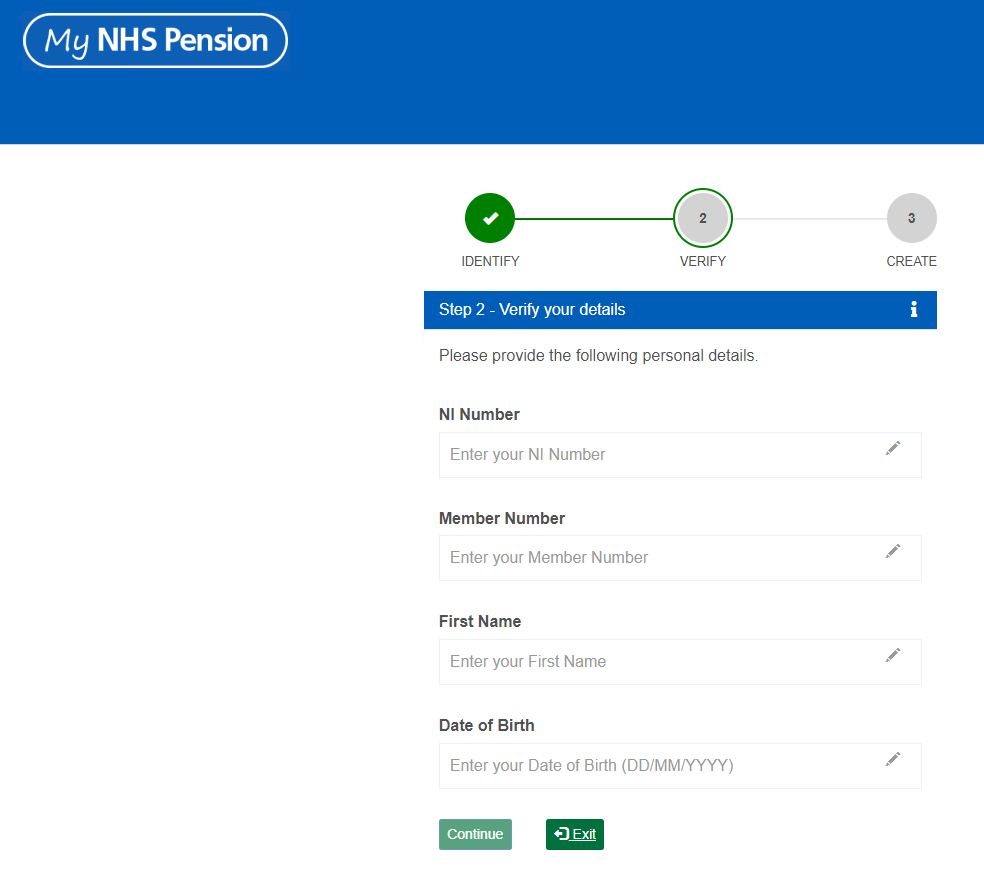 My NHS Pension
2
3
IDENTIFY
VERIFY
CREATE
Step 2 - Verify your details
Please provide the following personal details.
NI Number
Enter your NI Number
Member Number
Enter your Member Number
First Name
Enter your First Name
Date of Birth
Enter your Date of Birth (DD/MM/YYYY)
Continue
Exit